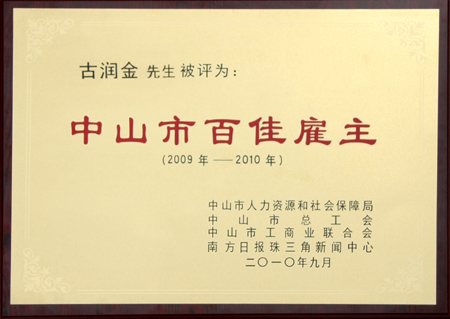 古润金 先生 被评为：
中山市百佳雇主
(2009 年 — 2010 年)
中山市人力资源和社会保障局
中山市总工会
中山市工商业联合会
南方日报珠三角新闻中心
二〇一〇年九月